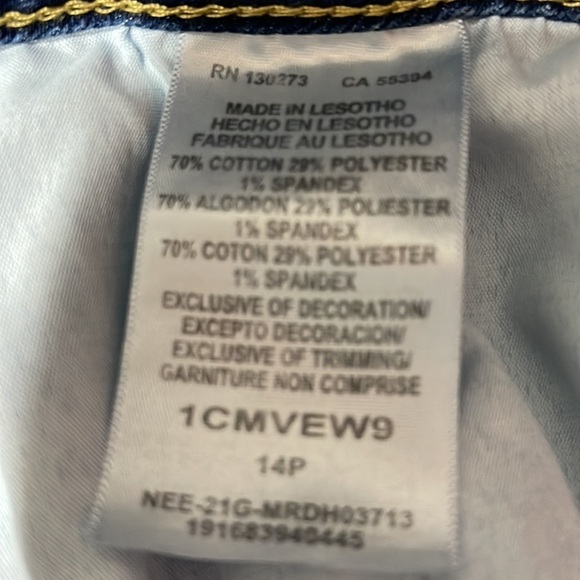 RN 130273 CA 55394
MADE IN LESOTHO
HECHO EN LESOTHO
FABRIQUE AU LESOTHO
70% COTTON 29% POLYESTER
1% SPANDEX
70% ALGODON 29% POLIESTER
1% SPANDEX
70% COTON 29% POLYESTER
1% SPANDEX
EXCLUSIVE OF DECORATION/
EXCEPTO DECORACION/
EXCLUSIVE OF TRIMMING/
GARNITURE NON COMPRISE
1CMVEW9
14P
NEE-21G-MRDH03713
191683940445